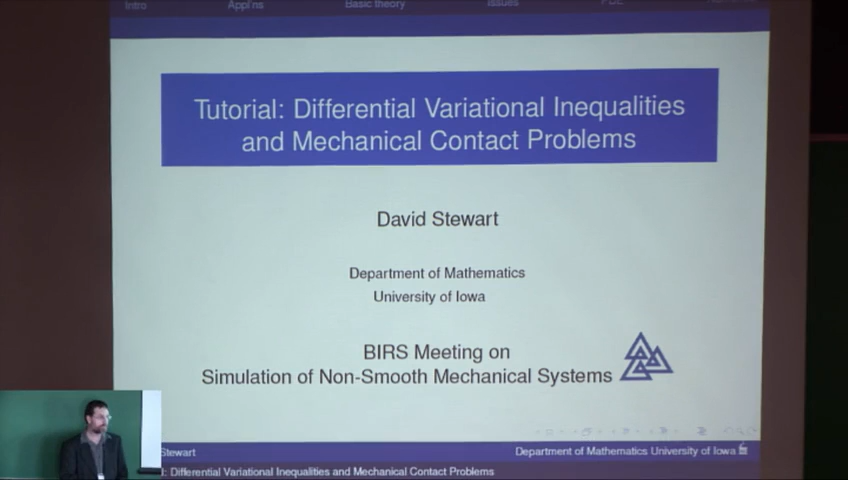 Intro Appl'ns Basic theory Issues PDE
Tutorial: Differential Variational Inequalities
and Mechanical Contact Problems
David Stewart
Department of Mathematics
University of Iowa
BIRS Meeting on
Simulation of Non-Smooth Mechanical Systems
Stewart Department of Mathematics University of Iowa
l: Differential Variational Inequalities and Mechanical Contact Problems